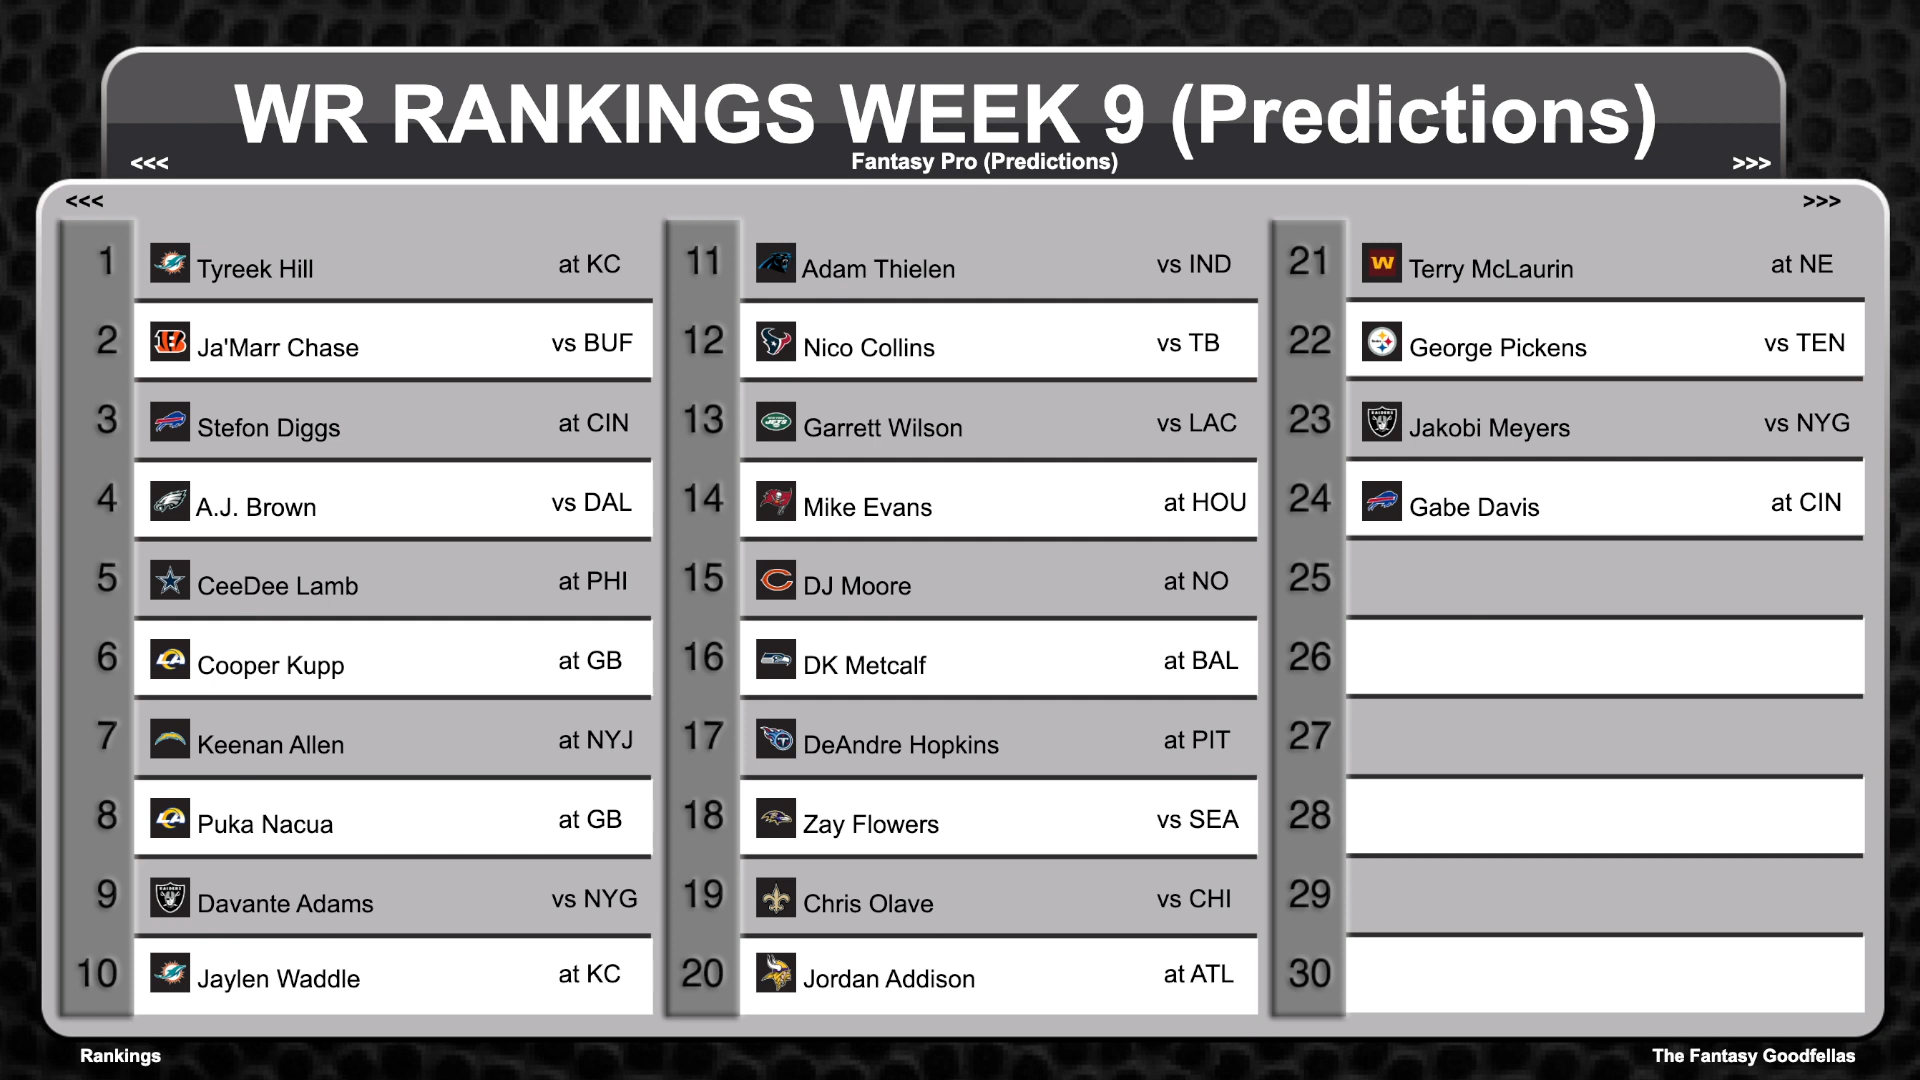 WR RANKINGS WEEK 9 (Predictions)
<<< Fantasy Pro (Predictions) >>>
<<< >>>
1 Tyreek Hill at KC
2 Ja'Marr Chase vs BUF
3 Stefon Diggs at CIN
4 A.J. Brown vs DAL
5 CeeDee Lamb at PHI
6 Cooper Kupp at GB
7 Keenan Allen at NYJ
8 Puka Nacua at GB
9 Davante Adams vs NYG
10 Jaylen Waddle at KC
11 Adam Thielen vs IND
12 Nico Collins vs TB
13 Garrett Wilson vs LAC
14 Mike Evans at HOU
15 DJ Moore at NO
16 DK Metcalf at BAL
17 DeAndre Hopkins at PIT
18 Zay Flowers vs SEA
19 Chris Olave vs CHI
20 Jordan Addison at ATL
21 W Terry McLaurin at NE
22 George Pickens vs TEN
23 Jakobi Meyers vs NYG
24 Gabe Davis at CIN
25
26
27
28
29
30
Rankings
The Fantasy Goodfellas